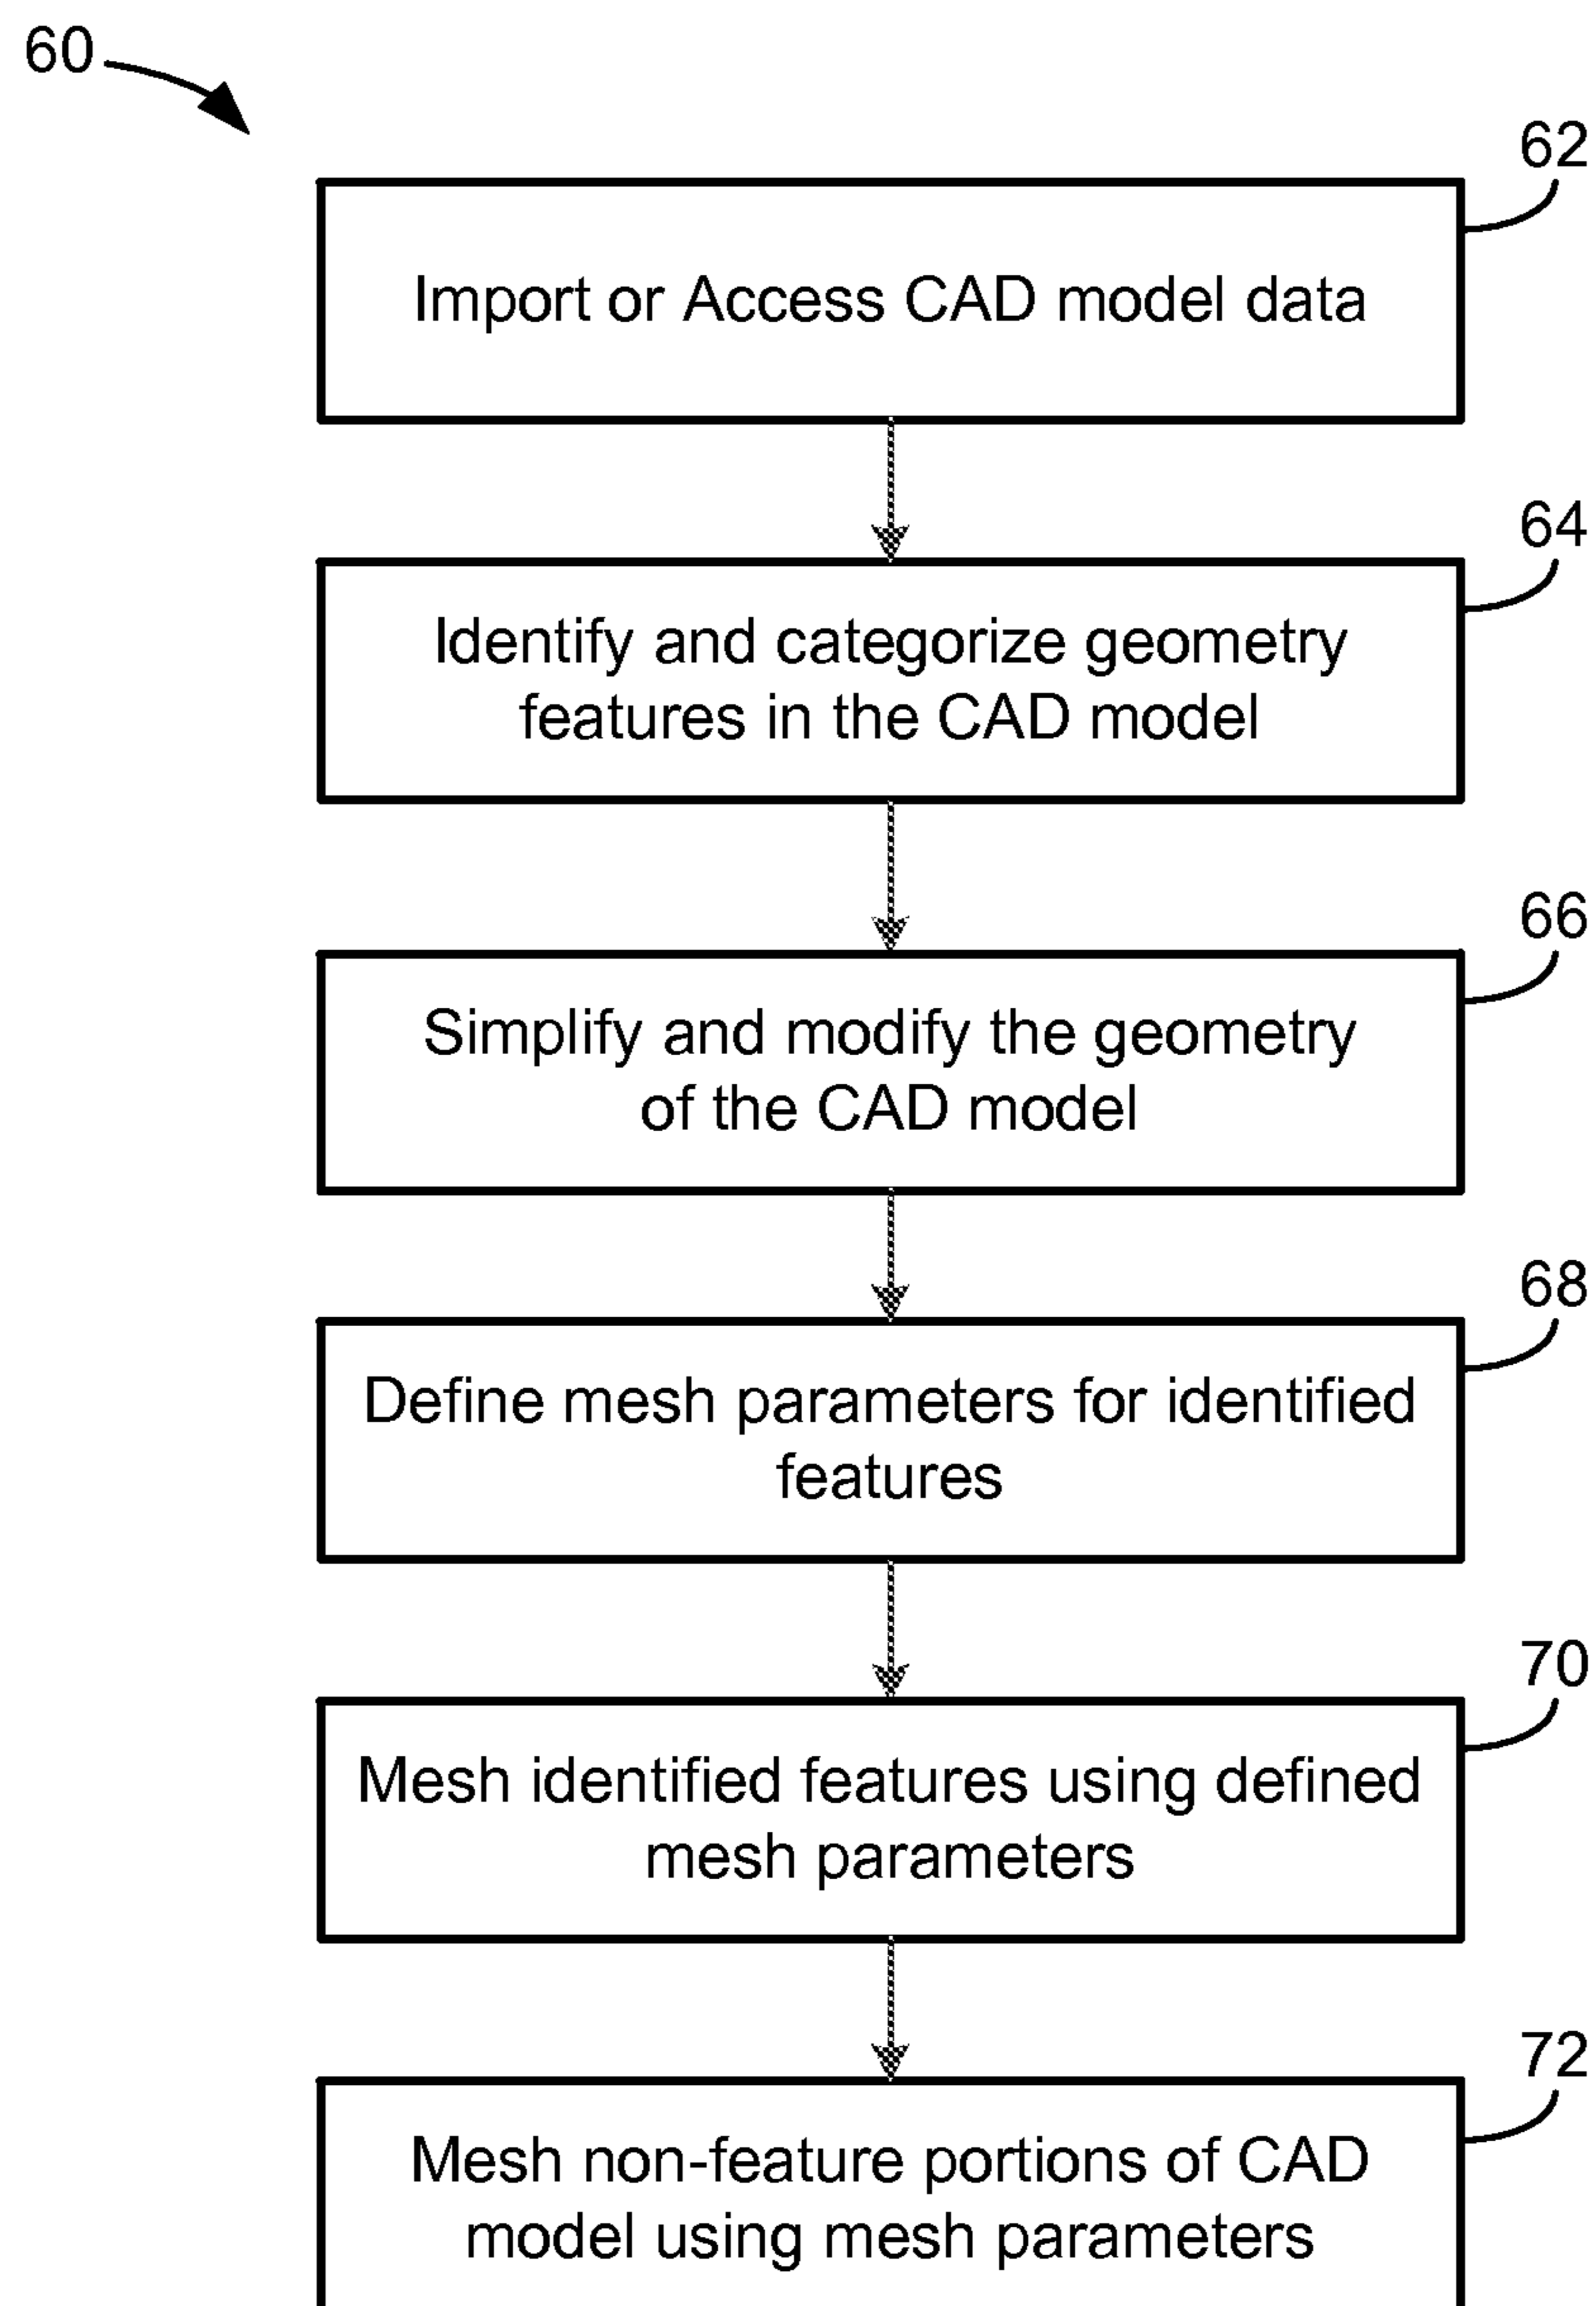 60
62
Import or Access CAD model data
64
Identify and categorize geometry
features in the CAD model
66
Simplify and modify the geometry
of the CAD model
68
Define mesh parameters for identified
features
70
Mesh identified features using defined
mesh parameters
72
Mesh non-feature portions of CAD
model using mesh parameters